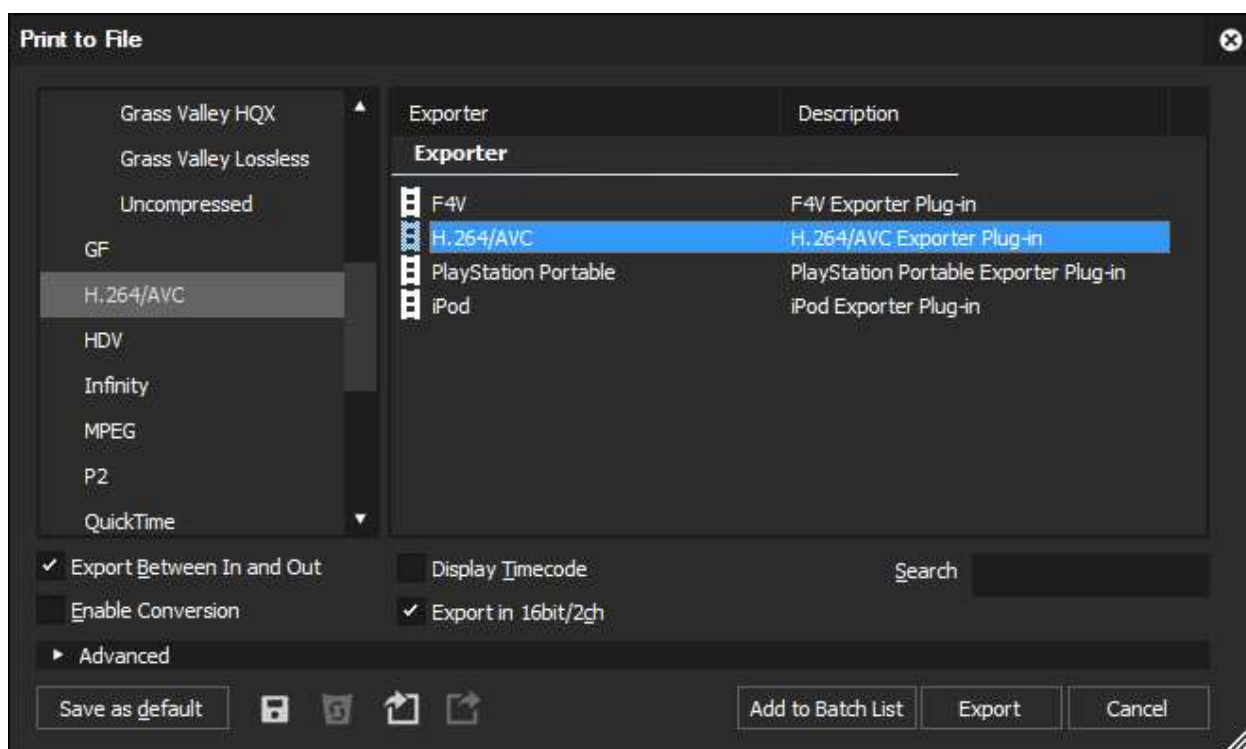 Print to File
Grass Valley HQX
Grass Valley Lossless
Uncompressed
GF
H.264/AVC
HDV
Infinity
MPEG
P2
QuickTime
Exporter Description
Exporter
F4V F4V Exporter Plug-in
H.264/AVC H.264/AVC Exporter Plug-in
PlayStation Portable PlayStation Portable Exporter Plug-in
iPod iPod Exporter Plug-in
Export Between In and Out Display Timecode Search
Enable Conversion Export in 16bit/2ch
Advanced
Save as default Add to Batch List Export Cancel